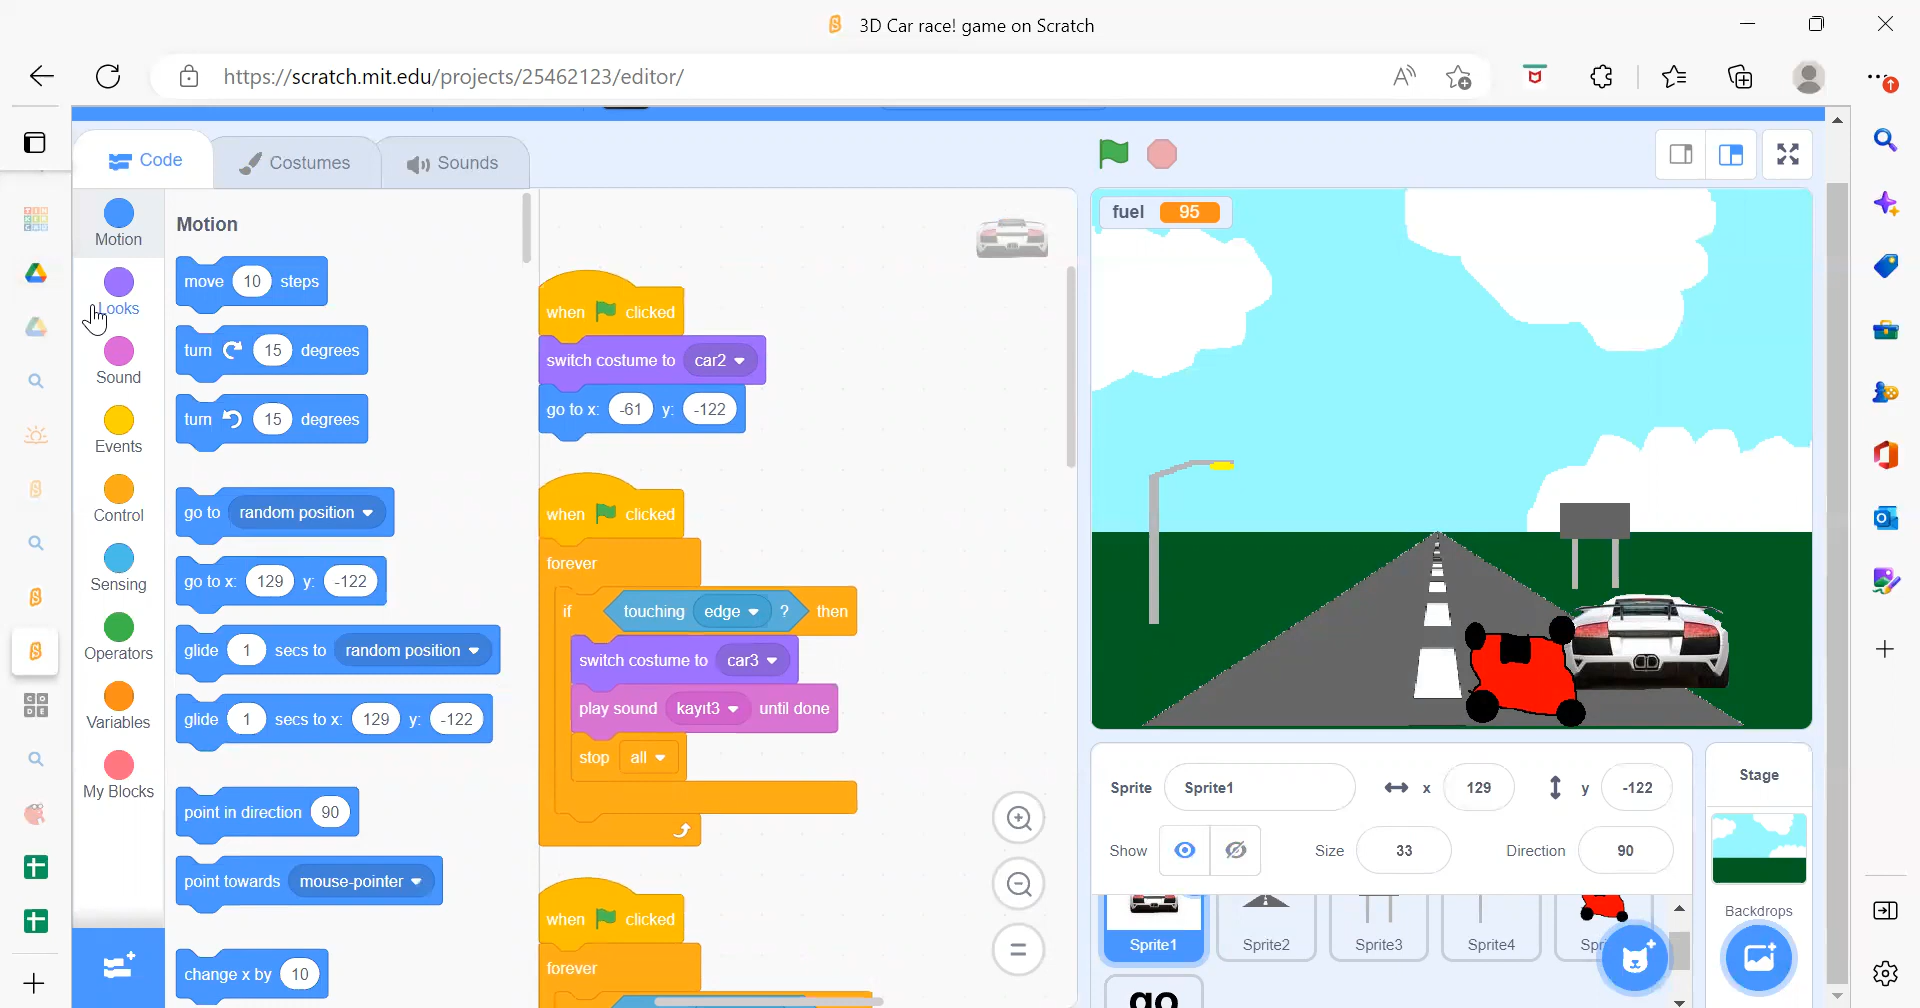 3D Car race! game on Scratch
https://scratch.mit.edu/projects/25462123/editor/
Code
Costumes
Sounds
Motion
Looks
Sound
Events
Control
Sensing
Operators
Variables
My Blocks
Motion
move 10 steps
turn 15 degrees
turn 15 degrees
go to random position
go to x: 129 y: -122
glide 1 secs to random position
glide 1 secs to x: 129 y: -122
point in direction 90
point towards mouse-pointer
change x by 10
when clicked
switch costume to car2
go to x: -61 y: -122
when clicked
forever
if touching edge ? then
switch costume to car3
play sound kayıt3 until done
stop all
when clicked
forever
fuel 95
Sprite Sprite1 x 129 y -122
Show Size 33 Direction 90
Sprite1
Sprite2
Sprite3
Sprite4
Spr
go
Stage
Backdrops